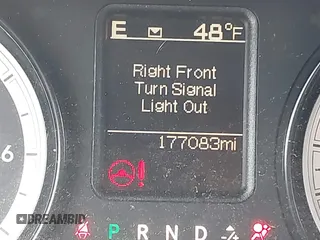 E 48°F
Right Front
Turn Signal
Light Out
177083mi
6
P R N D
DREAMBID